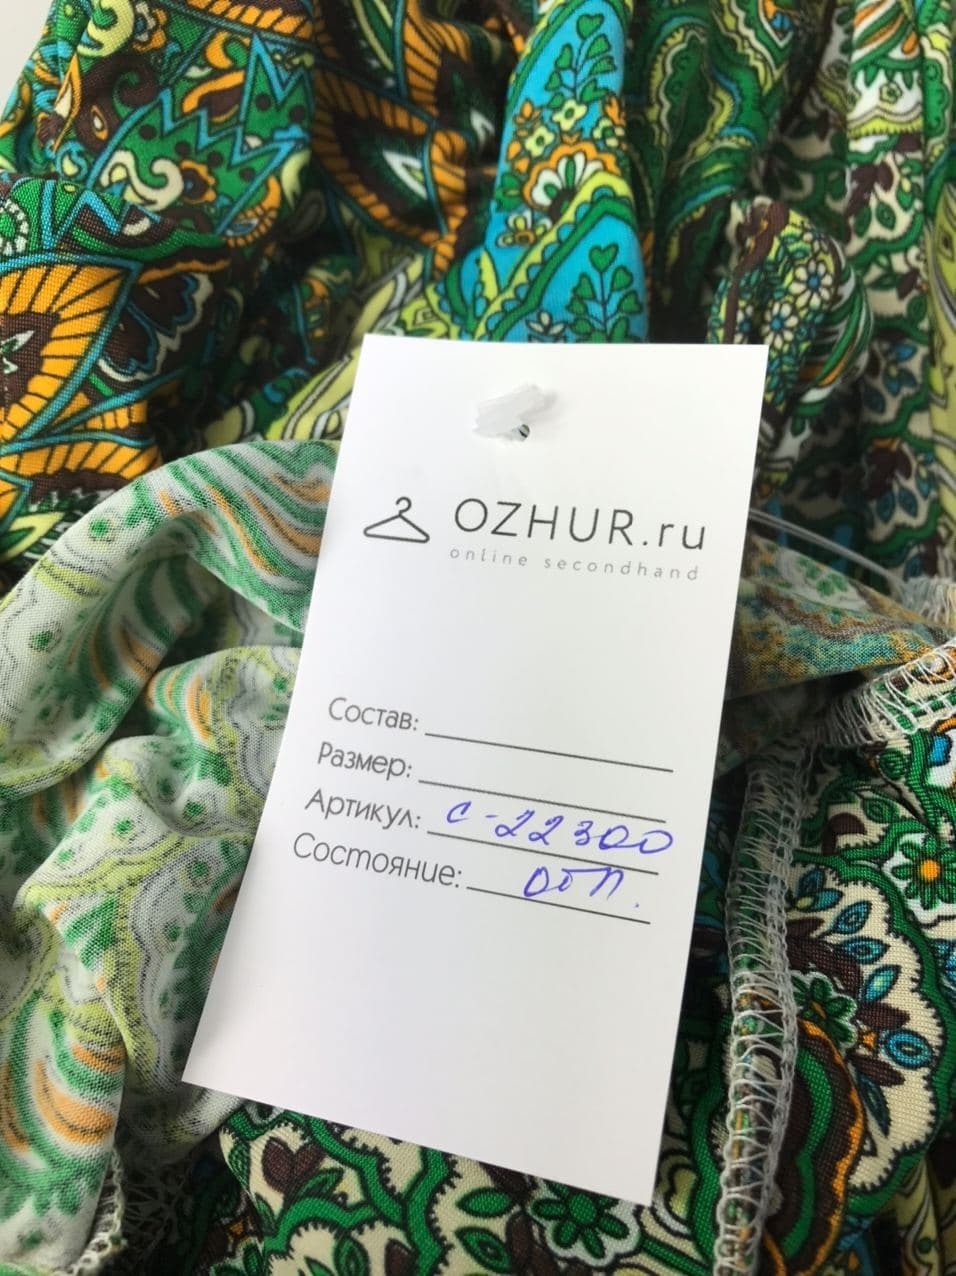 OZHUR.ru
online secondhand
Состав:
Размер:
Артикул: С-22300
Состояние: отл.